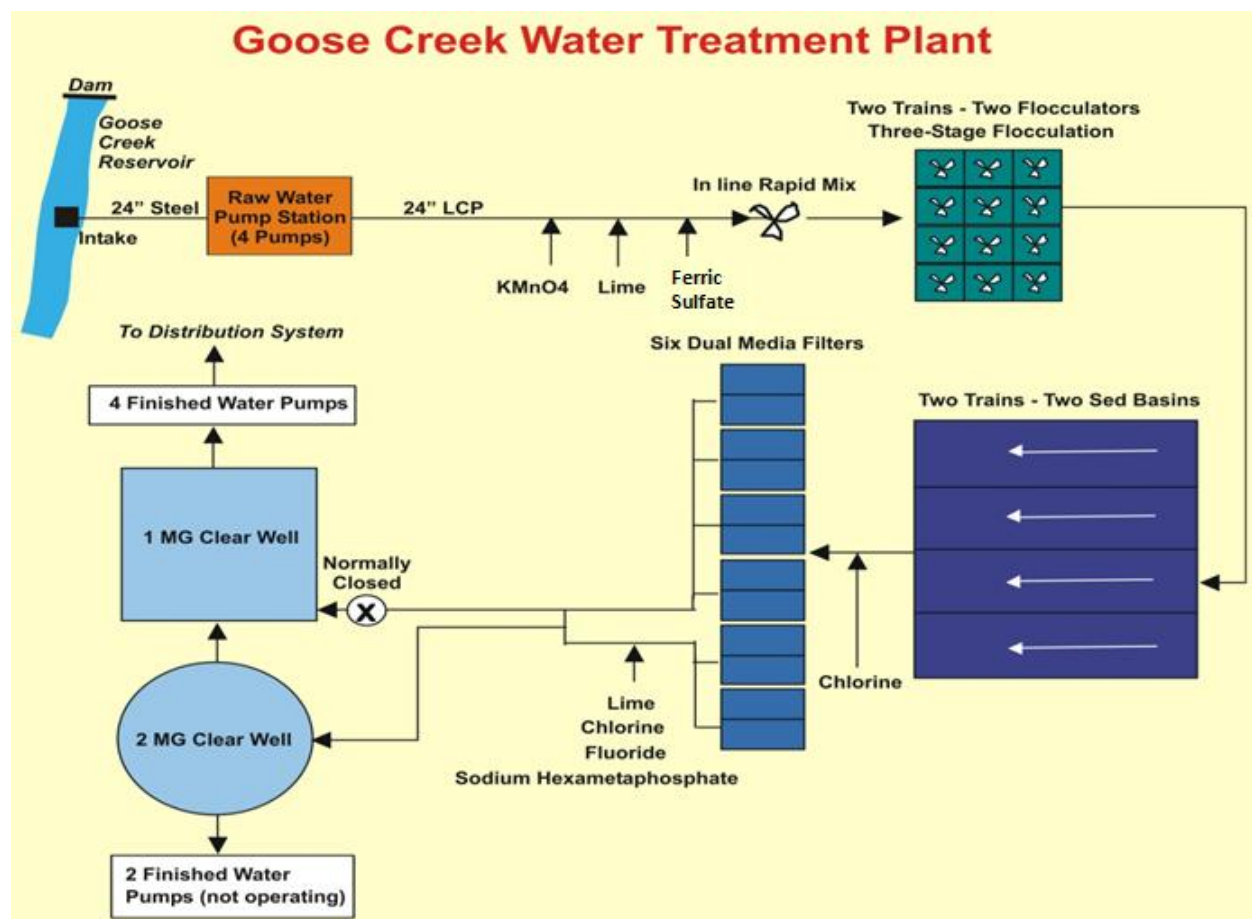 Goose Creek Water Treatment Plant
Dam
Goose
Creek
Reservoir
24” Steel
Intake
Raw Water
Pump Station
(4 Pumps)
24” LCP
KMnO4
Lime
Ferric
Sulfate
In line Rapid Mix
Two Trains - Two Flocculators
Three-Stage Flocculation
Two Trains - Two Sed Basins
Chlorine
Six Dual Media Filters
Lime
Chlorine
Fluoride
Sodium Hexametaphosphate
Normally
Closed
X
To Distribution System
4 Finished Water Pumps
1 MG Clear Well
2 MG Clear Well
2 Finished Water
Pumps (not operating)